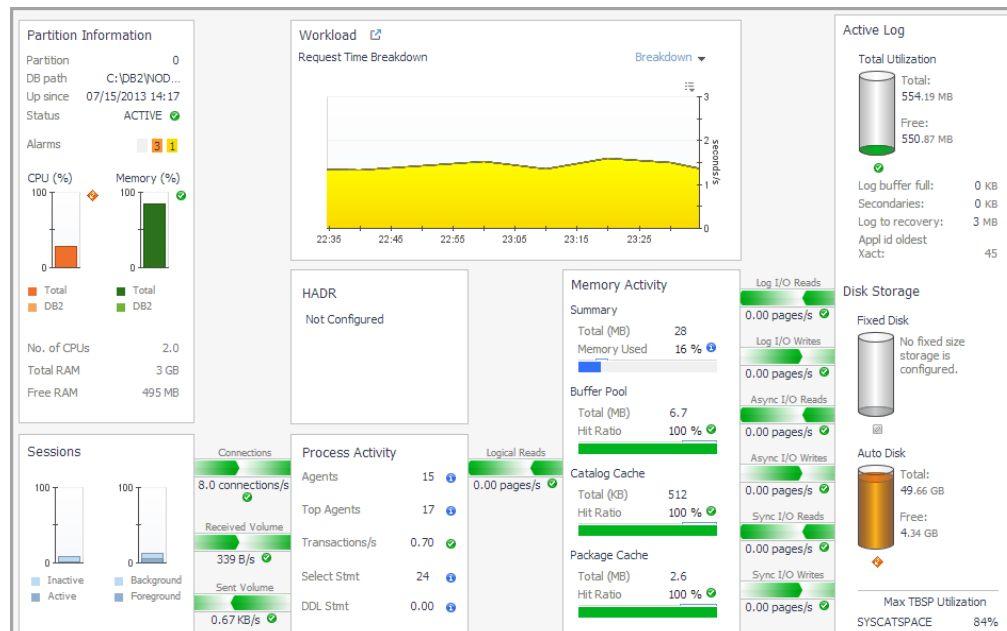 Partition Information
Partition 0
DB path C:\DB2\NOD...
Up since 07/15/2013 14:17
Status ACTIVE
Alarms 3 1
CPU (%) Memory (%)
100 100
0 0
Total Total
DB2 DB2
No. of CPUs 2.0
Total RAM 3 GB
Free RAM 495 MB
Workload
Request Time Breakdown Breakdown
3
2
1
0
seconds/s
22:35 22:45 22:55 23:05 23:15 23:25
HADR
Not Configured
Sessions
100 100
0 0
Inactive Background
Active Foreground
Connections
8.0 connections/s
Received Volume
339 B/s
Sent Volume
0.67 KB/s
Process Activity
Agents 15
Top Agents 17
Transactions/s 0.70
Select Stmt 24
DDL Stmt 0.00
Logical Reads
0.00 pages/s
Memory Activity
Summary
Total (MB) 28
Memory Used 16 %
Buffer Pool
Total (MB) 6.7
Hit Ratio 100 %
Catalog Cache
Total (KB) 512
Hit Ratio 100 %
Package Cache
Total (MB) 2.6
Hit Ratio 100 %
Log I/O Reads
0.00 pages/s
Log I/O Writes
0.00 pages/s
Async I/O Reads
0.00 pages/s
Async I/O Writes
0.00 pages/s
Sync I/O Reads
0.00 pages/s
Sync I/O Writes
0.00 pages/s
Active Log
Total Utilization
Total:
554.19 MB
Free:
550.87 MB
Log buffer full: 0 KB
Secondaries: 0 KB
Log to recovery: 3 MB
Appl id oldest
Xact: 45
Disk Storage
Fixed Disk
No fixed size
storage is
configured.
Auto Disk
Total:
49.66 GB
Free:
4.34 GB
Max TBSP Utilization
SYSCATSPACE 84%